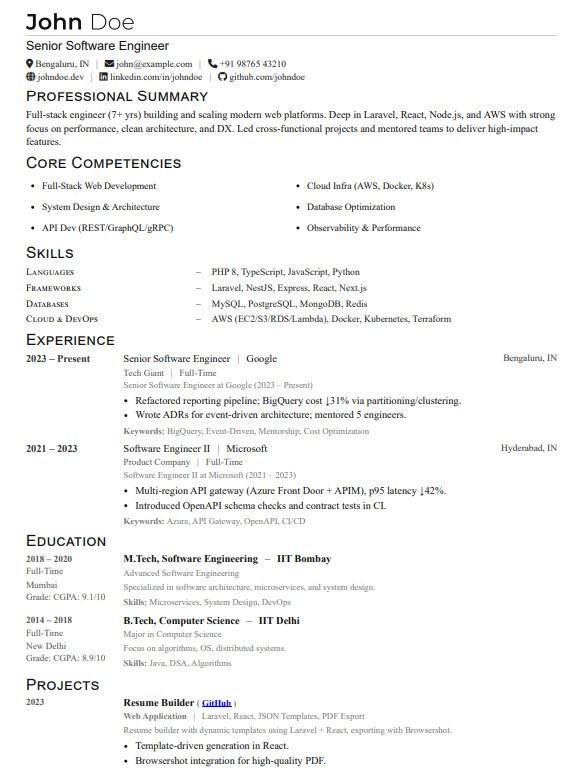 John Doe
Senior Software Engineer
Bengaluru, IN | john@example.com | +91 98765 43210
johndoe.dev | linkedin.com/in/johndoe | github.com/johndoe
Professional Summary
Full-stack engineer (7+ yrs) building and scaling modern web platforms. Deep in Laravel, React, Node.js, and AWS with strong
focus on performance, clean architecture, and DX. Led cross-functional projects and mentored teams to deliver high-impact
features.
Core Competencies
• Full-Stack Web Development
• System Design & Architecture
• API Dev (REST/GraphQL/gRPC)
• Cloud Infra (AWS, Docker, K8s)
• Database Optimization
• Observability & Performance
Skills
Languages – PHP 8, TypeScript, JavaScript, Python
Frameworks – Laravel, NestJS, Express, React, Next.js
Databases – MySQL, PostgreSQL, MongoDB, Redis
Cloud & DevOps – AWS (EC2/S3/RDS/Lambda), Docker, Kubernetes, Terraform
Experience
2023 – Present Senior Software Engineer | Google Bengaluru, IN
Tech Giant | Full-Time
Senior Software Engineer at Google (2023 – Present)
• Refactored reporting pipeline; BigQuery cost ↓31% via partitioning/clustering.
• Wrote ADRs for event-driven architecture; mentored 5 engineers.
Keywords: BigQuery, Event-Driven, Mentorship, Cost Optimization
2021 – 2023 Software Engineer II | Microsoft Hyderabad, IN
Product Company | Full-Time
Software Engineer II at Microsoft (2021 – 2023)
• Multi-region API gateway (Azure Front Door + APIM), p95 latency ↓42%.
• Introduced OpenAPI schema checks and contract tests in CI.
Keywords: Azure, API Gateway, OpenAPI, CI/CD
Education
2018 – 2020 M.Tech, Software Engineering – IIT Bombay
Full-Time Advanced Software Engineering
Mumbai Specialized in software architecture, microservices, and system design.
Grade: CGPA: 9.1/10 Skills: Microservices, System Design, DevOps
2014 – 2018 B.Tech, Computer Science – IIT Delhi
Full-Time Major in Computer Science
New Delhi Focus on algorithms, OS, distributed systems.
Grade: CGPA: 8.9/10 Skills: Java, DSA, Algorithms
Projects
2023 Resume Builder ( GitHub )
Web Application | Laravel, React, JSON Templates, PDF Export
Resume builder with dynamic templates using Laravel + React, exporting with Browsershot.
• Template-driven generation in React.
• Browsershot integration for high-quality PDF.